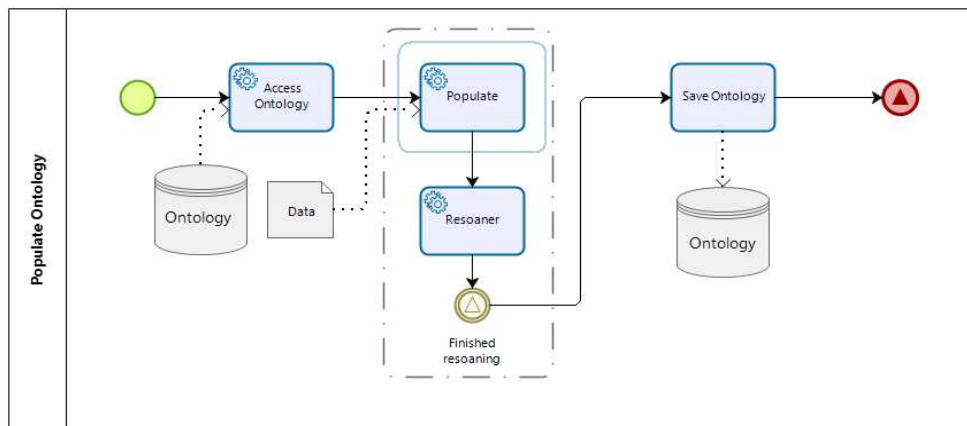 Populate Ontology
Access
Ontology
Populate
Save Ontology
Ontology
Data
Resoaner
Ontology
Finished
resoaning